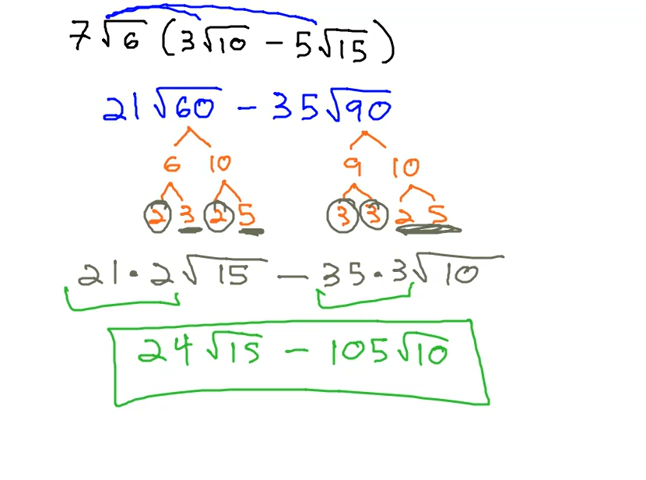 7√6 (3√10 − 5√15)
21√60 − 35√90
6 10 9 10
2 3 2 5 3 3 2 5
21 · 2√15 − 35 · 3√10
24√15 − 105√10